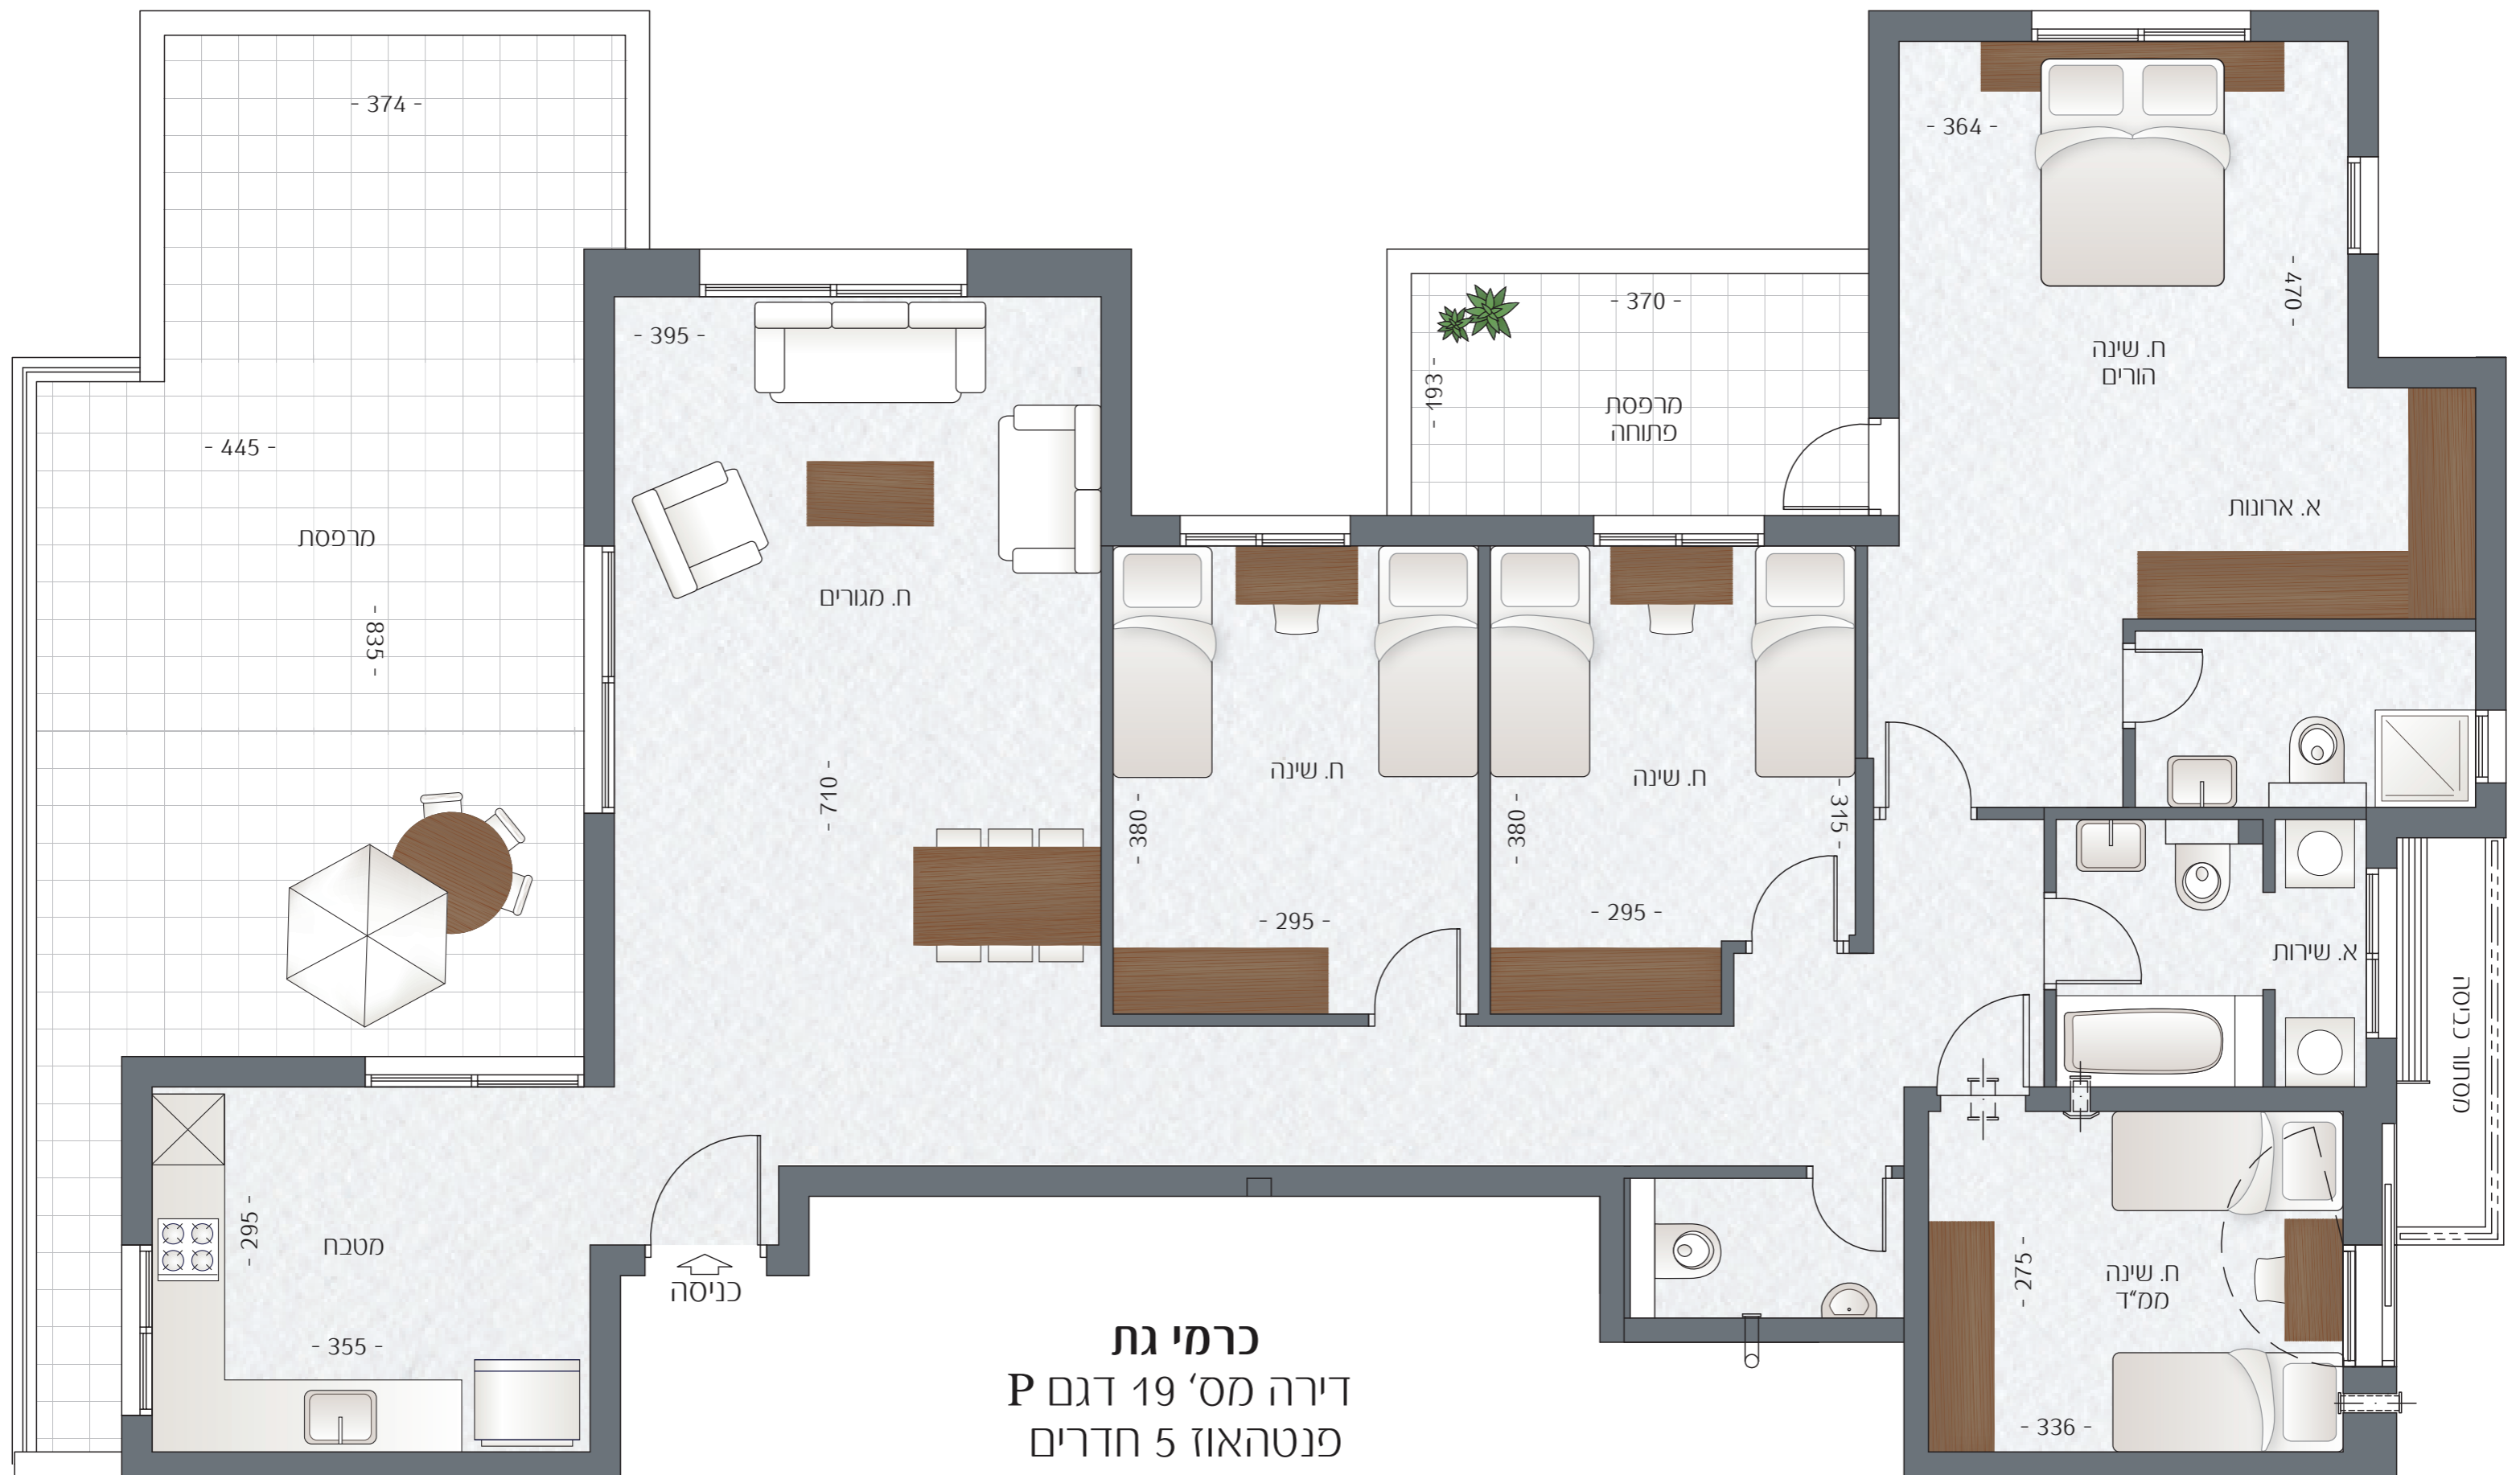 - 374 -
- 445 -
מרפסת
- 835 -
- 395 -
ח. מגורים
- 710 -
- 370 -
- 193 -
מרפסת
פתוחה
- 364 -
- 470 -
ח. שינה
הורים
א. ארונות
ח. שינה
- 380 -
- 295 -
ח. שינה
- 380 -
- 315 -
- 295 -
א. שירות
מסתור כביסה
מטבח
- 295 -
- 355 -
כניסה
ח. שינה
ממ"ד
- 275 -
- 336 -
כרמי גת
דירה מס' 19 דגם P
פנטהאוז 5 חדרים